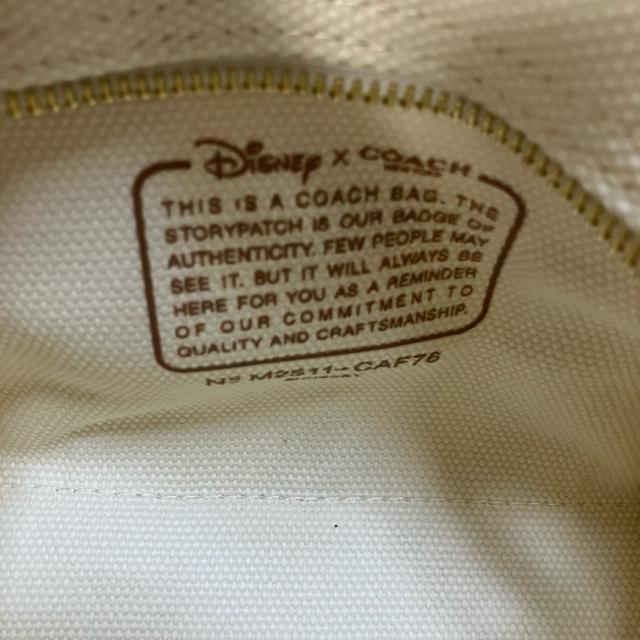 Disney X COACH
THIS IS A COACH BAG. THE
STORYPATCH IS OUR BADGE OF
AUTHENTICITY. FEW PEOPLE MAY
SEE IT. BUT IT WILL ALWAYS BE
HERE FOR YOU AS A REMINDER
OF OUR COMMITMENT TO
QUALITY AND CRAFTSMANSHIP.
No